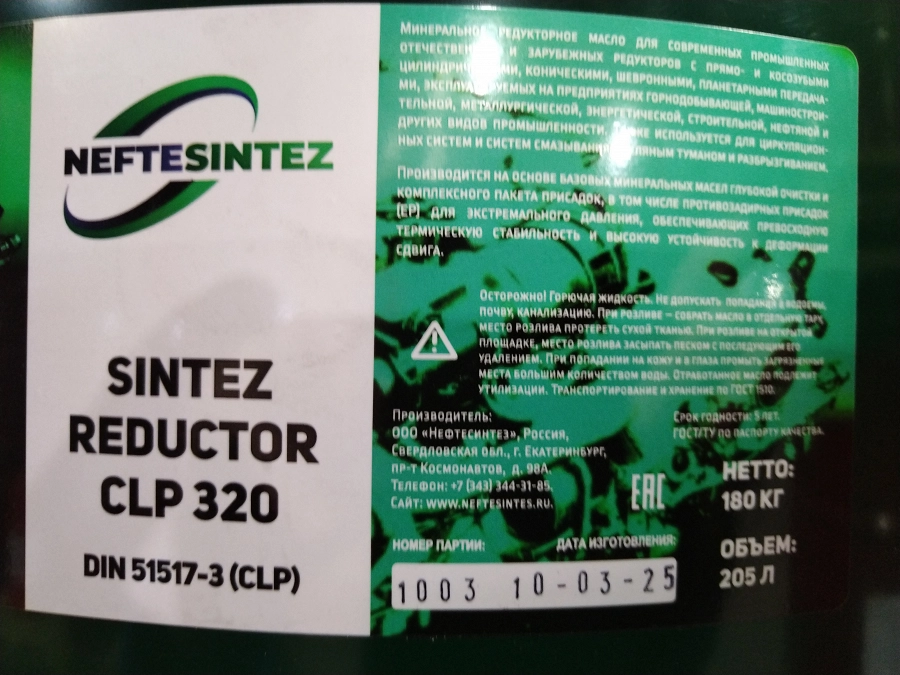 NEFTESINTEZ
SINTEZ
REDUCTOR
CLP 320
DIN 51517-3 (CLP)
Минеральное редукторное масло для современных промышленных
отечественных и зарубежных редукторов с прямо- и косозубыми
цилиндрическими, коническими, шевронными, планетарными передача-
ми, эксплуатируемых на предприятиях горнодобывающей, машинострои-
тельной, металлургической, энергетической, строительной, нефтяной и
других видов промышленности. Также используется для циркуляцион-
ных систем и систем смазывания масляным туманом и разбрызгиванием.
Производится на основе базовых минеральных масел глубокой очистки и
комплексного пакета присадок, в том числе противозадирных присадок
(EP) для экстремального давления, обеспечивающих превосходную
термическую стабильность и высокую устойчивость к деформации
сдвига.
Осторожно! Горючая жидкость. Не допускать попадания в водоемы,
почву, канализацию. При розливе – собрать масло в отдельную тару,
место розлива протереть сухой тканью. При розливе на открытой
площадке, место розлива засыпать песком с последующим его
удалением. При попадании на кожу и в глаза промыть загрязненные
места большим количеством воды. Отработанное масло подлежит
утилизации. Транспортирование и хранение по ГОСТ 1510.
Производитель:
ООО «Нефтесинтез», Россия,
Свердловская обл., г. Екатеринбург,
пр-т Космонавтов, д. 98А.
Телефон: +7 (343) 344-31-85.
Сайт: www.neftesintes.ru.
Срок годности: 5 лет.
ГОСТ/ТУ по паспорту качества.
EAC
НЕТТО:
180 КГ
ОБЪЕМ:
205 Л
НОМЕР ПАРТИИ: ДАТА ИЗГОТОВЛЕНИЯ:
1003 10-03-25